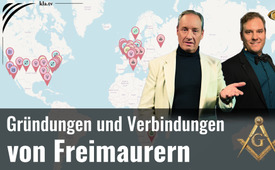 kla.tv
Gründungen und Verbindungen
von Freimaurern
G